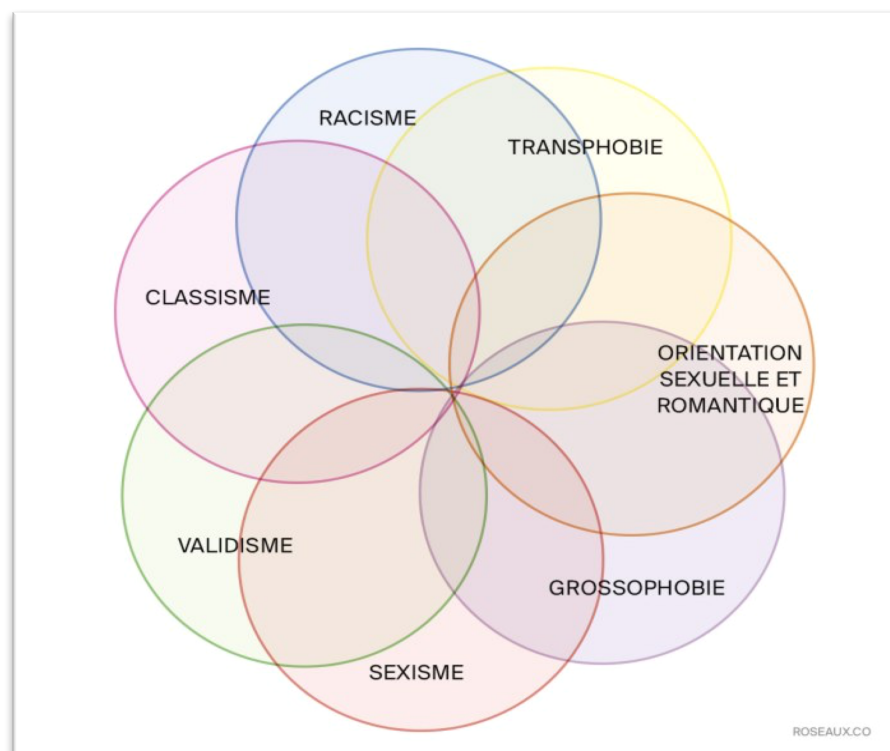 RACISME
TRANSPHOBIE
CLASSISME
ORIENTATION
SEXUELLE ET
ROMANTIQUE
VALIDISME
GROSSOPHOBIE
SEXISME
ROSEAUX.CO